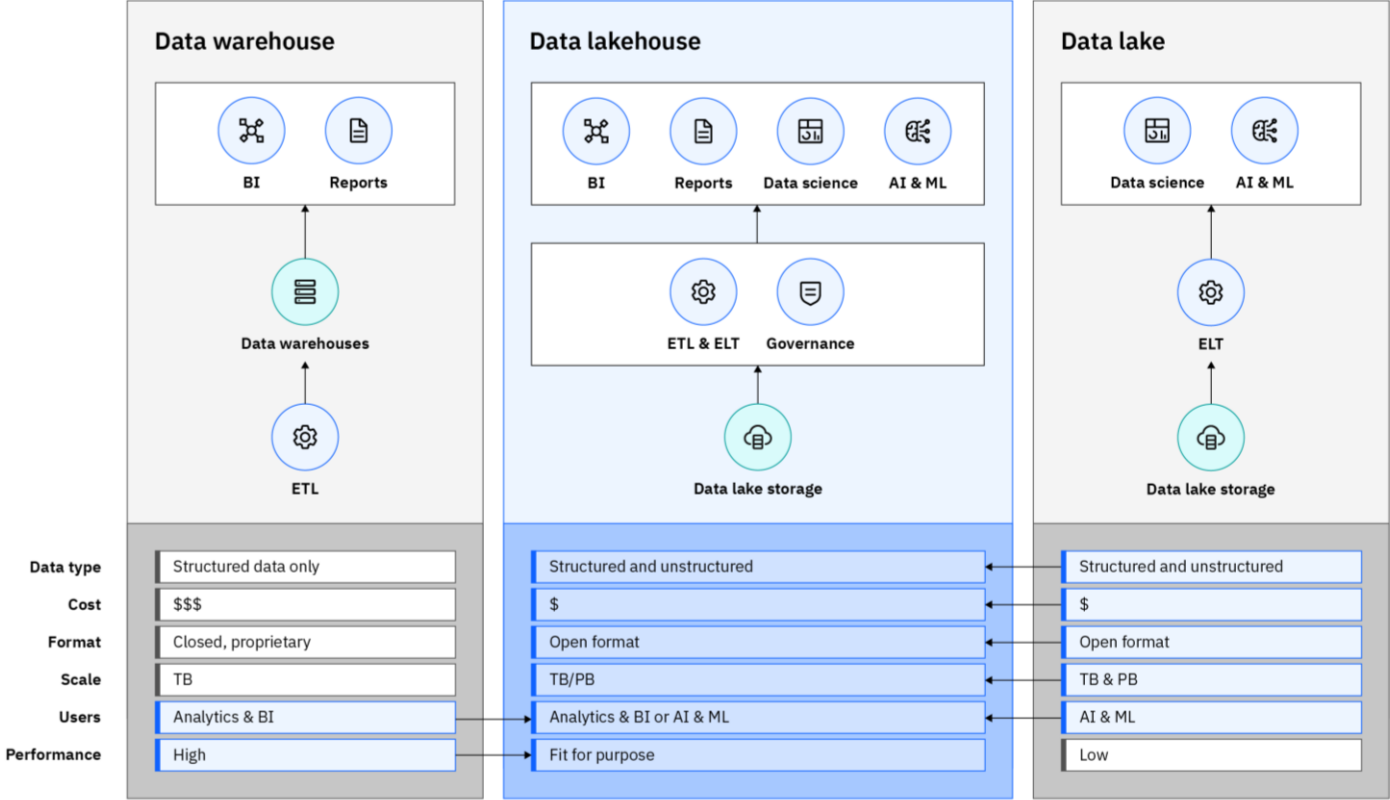 Data warehouse
BI
Reports
Data warehouses
ETL
Data lakehouse
BI
Reports
Data science
AI & ML
ETL & ELT
Governance
Data lake storage
Data lake
Data science
AI & ML
ELT
Data lake storage
Data type
Structured data only
Structured and unstructured
Structured and unstructured
Cost
$$$
$
$
Format
Closed, proprietary
Open format
Open format
Scale
TB
TB/PB
TB & PB
Users
Analytics & BI
Analytics & BI or AI & ML
AI & ML
Performance
High
Fit for purpose
Low